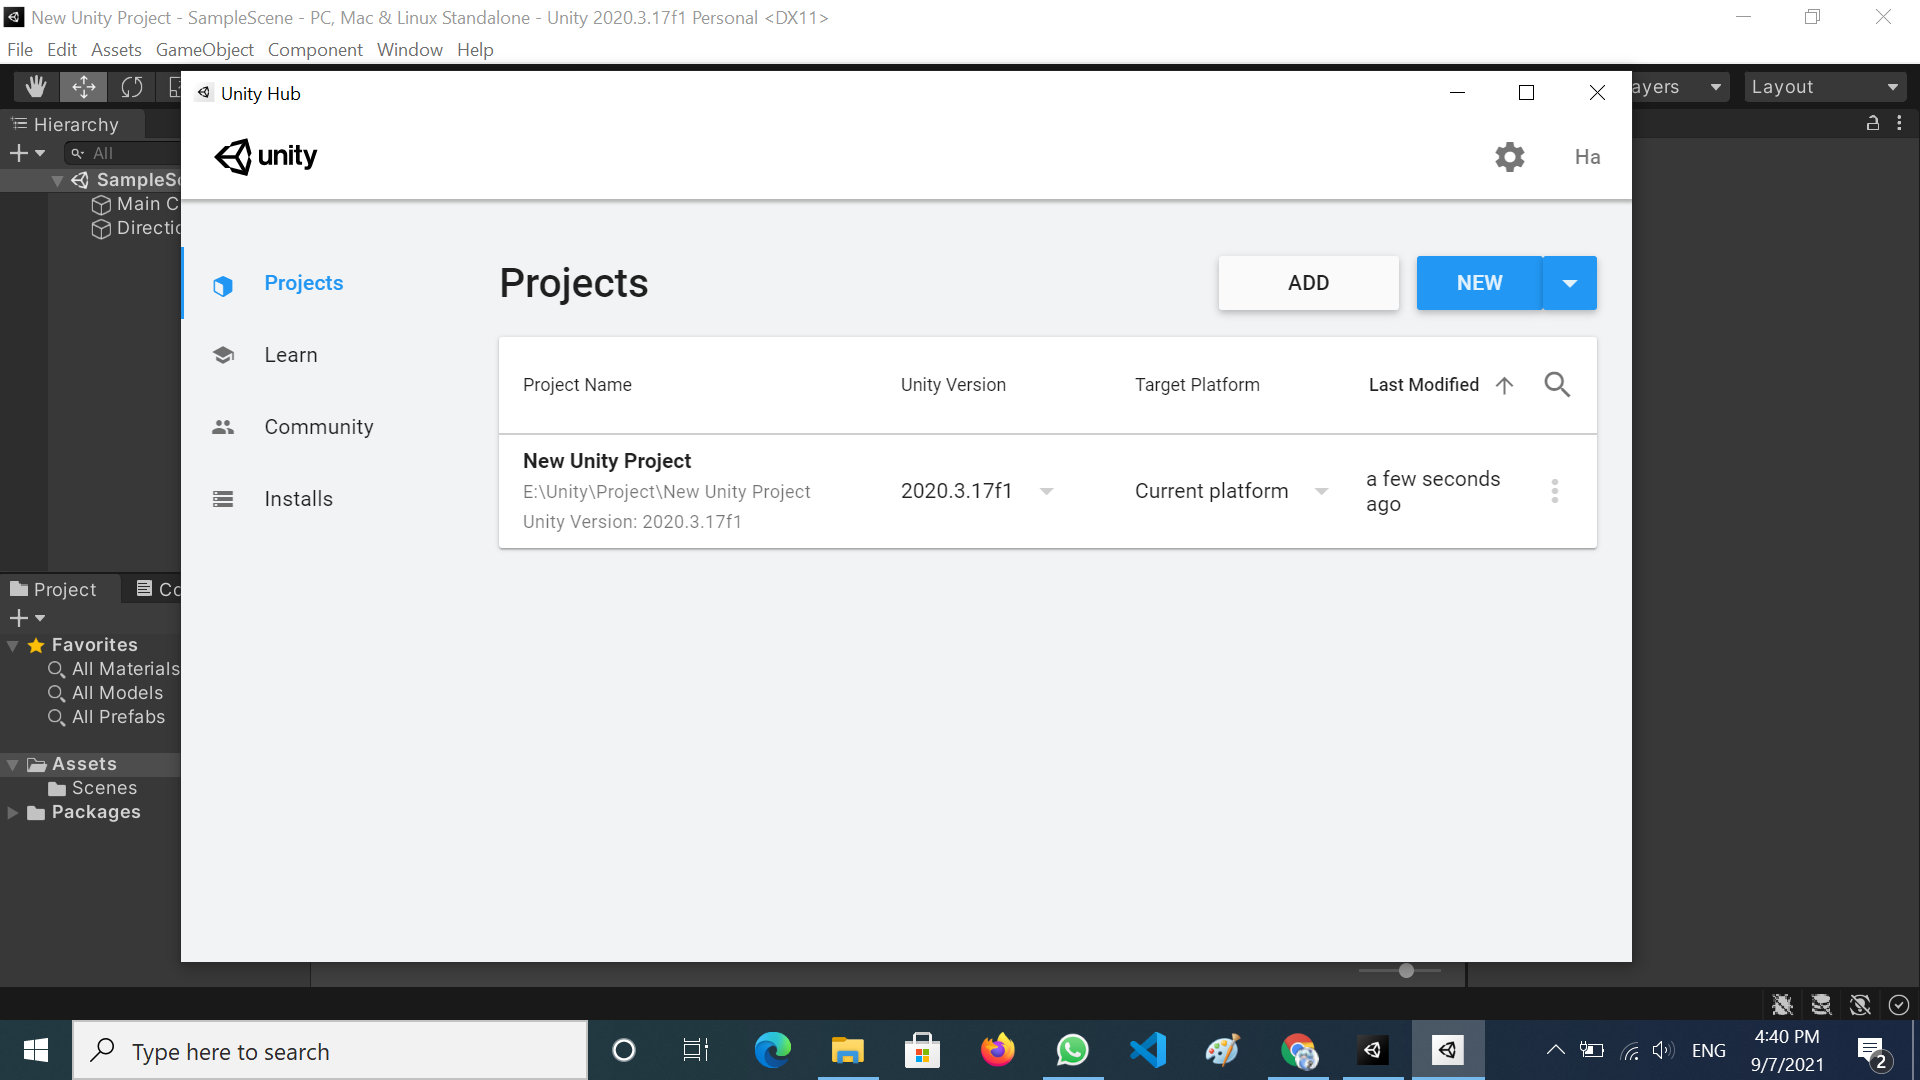 New Unity Project - SampleScene - PC, Mac & Linux Standalone - Unity 2020.3.17f1 Personal <DX11>
File Edit Assets GameObject Component Window Help
ayers Layout
Unity Hub
unity
Ha
Hierarchy
All
SampleSc
Main C
Directio
Projects
Learn
Community
Installs
Projects
ADD NEW
Project Name Unity Version Target Platform Last Modified
New Unity Project
E:\Unity\Project\New Unity Project
Unity Version: 2020.3.17f1
2020.3.17f1 Current platform a few seconds
ago
Project Co
Favorites
All Materials
All Models
All Prefabs
Assets
Scenes
Packages
Type here to search
ENG
4:40 PM
9/7/2021
2